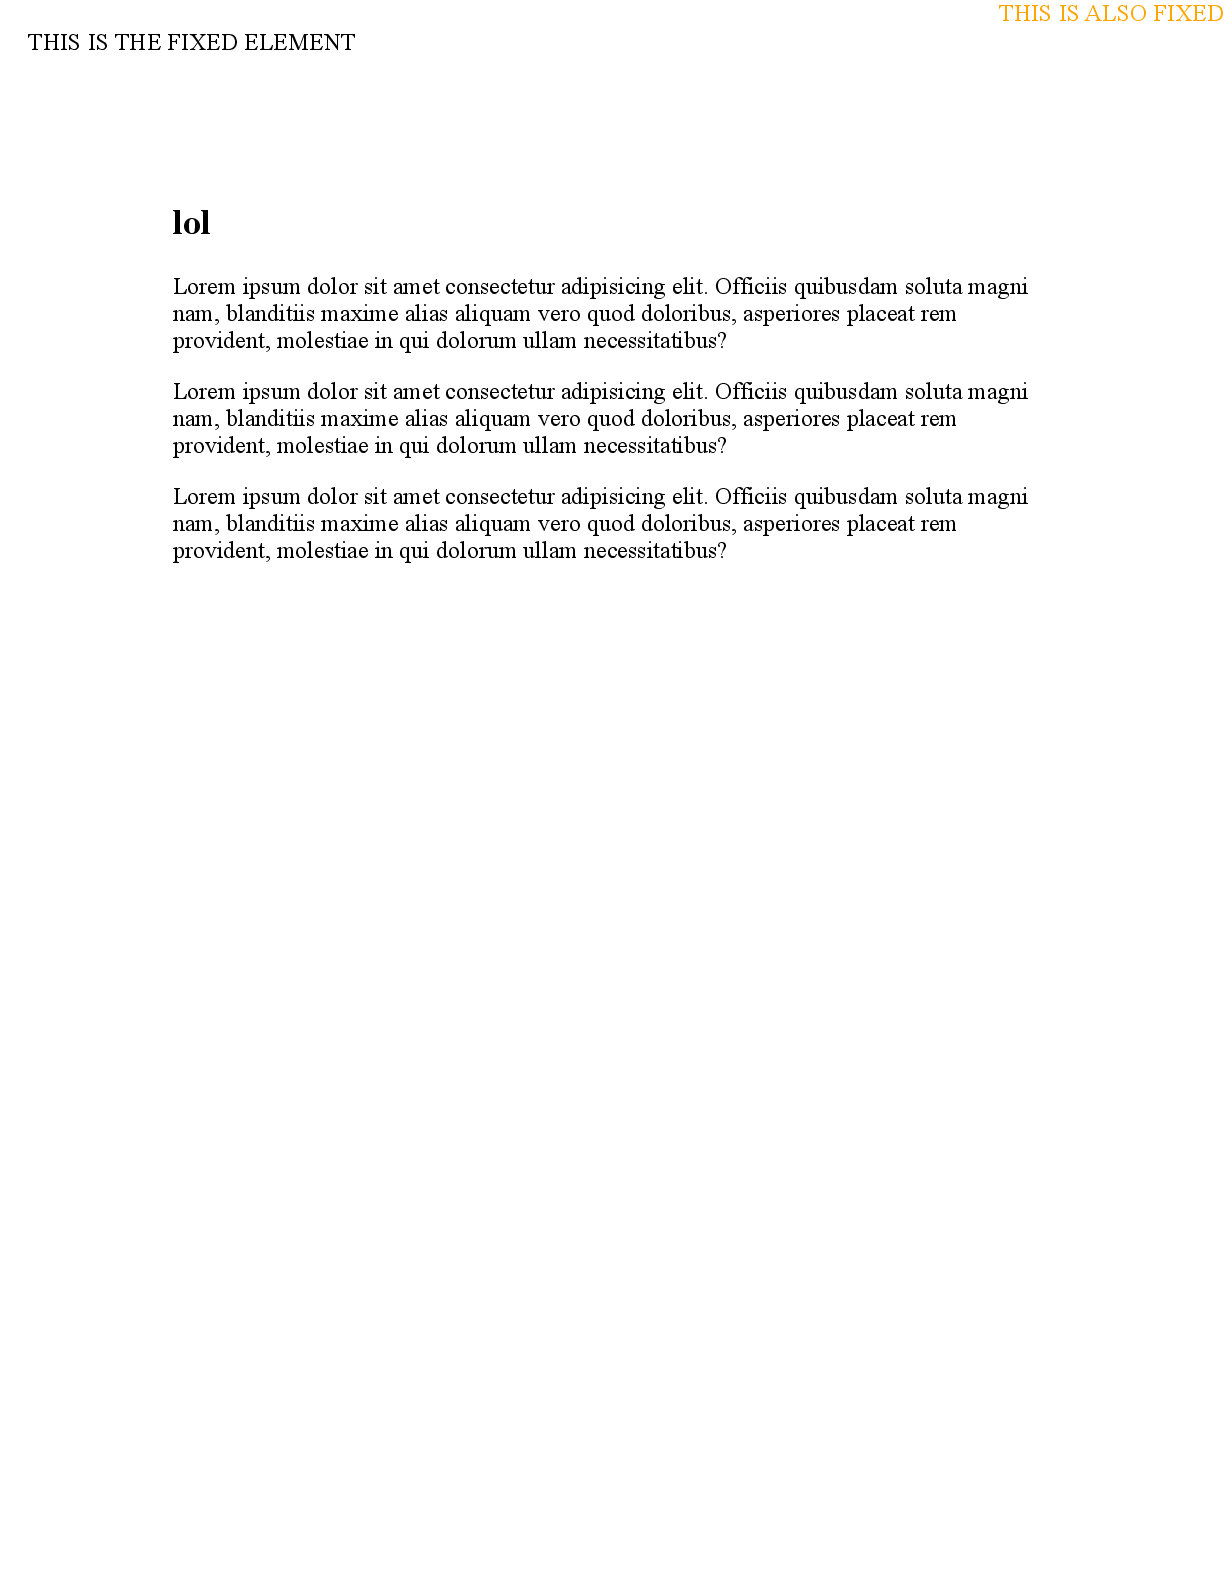 THIS IS ALSO FIXED
THIS IS THE FIXED ELEMENT
lol
Lorem ipsum dolor sit amet consectetur adipisicing elit. Officiis quibusdam soluta magni
nam, blanditiis maxime alias aliquam vero quod doloribus, asperiores placeat rem
provident, molestiae in qui dolorum ullam necessitatibus?
Lorem ipsum dolor sit amet consectetur adipisicing elit. Officiis quibusdam soluta magni
nam, blanditiis maxime alias aliquam vero quod doloribus, asperiores placeat rem
provident, molestiae in qui dolorum ullam necessitatibus?
Lorem ipsum dolor sit amet consectetur adipisicing elit. Officiis quibusdam soluta magni
nam, blanditiis maxime alias aliquam vero quod doloribus, asperiores placeat rem
provident, molestiae in qui dolorum ullam necessitatibus?